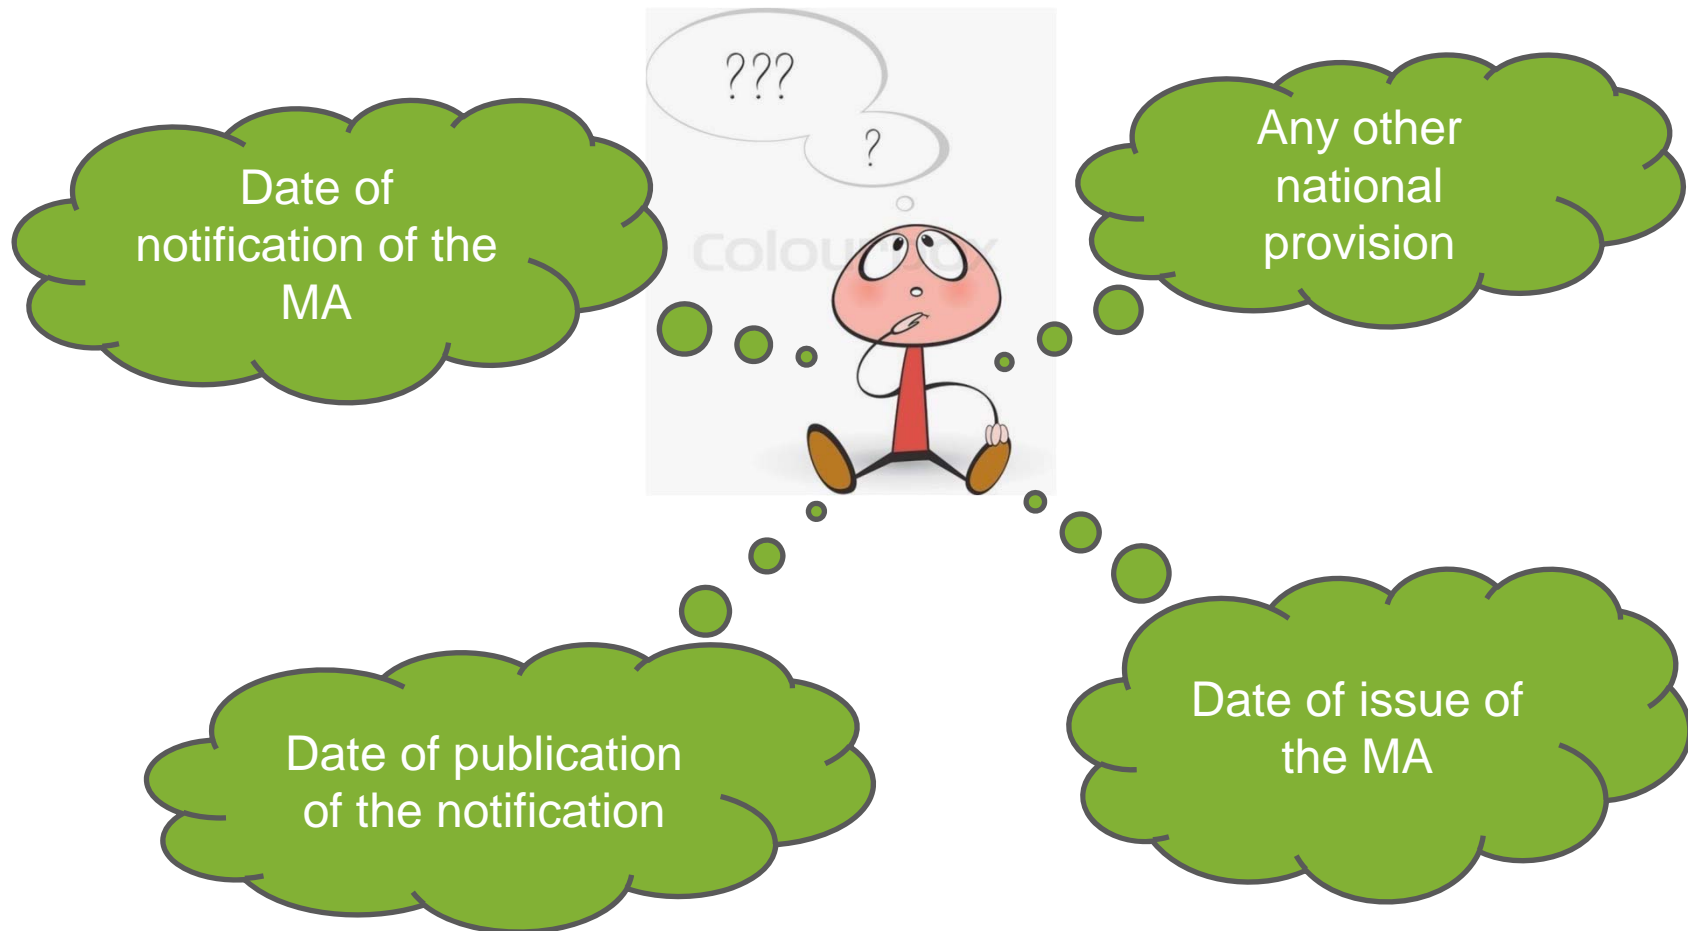 ???
?
Date of
notification of the
MA
Any other
national
provision
Colourbox
Date of publication
of the notification
Date of issue of
the MA